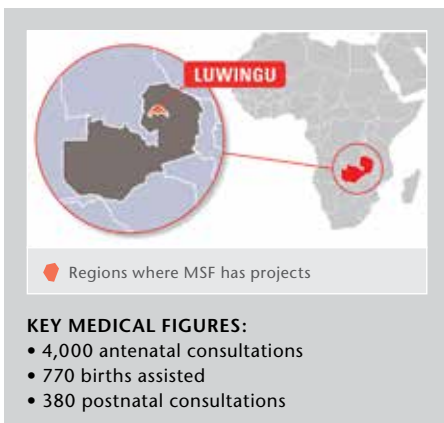 LUWINGU
Regions where MSF has projects
KEY MEDICAL FIGURES:
• 4,000 antenatal consultations
• 770 births assisted
• 380 postnatal consultations